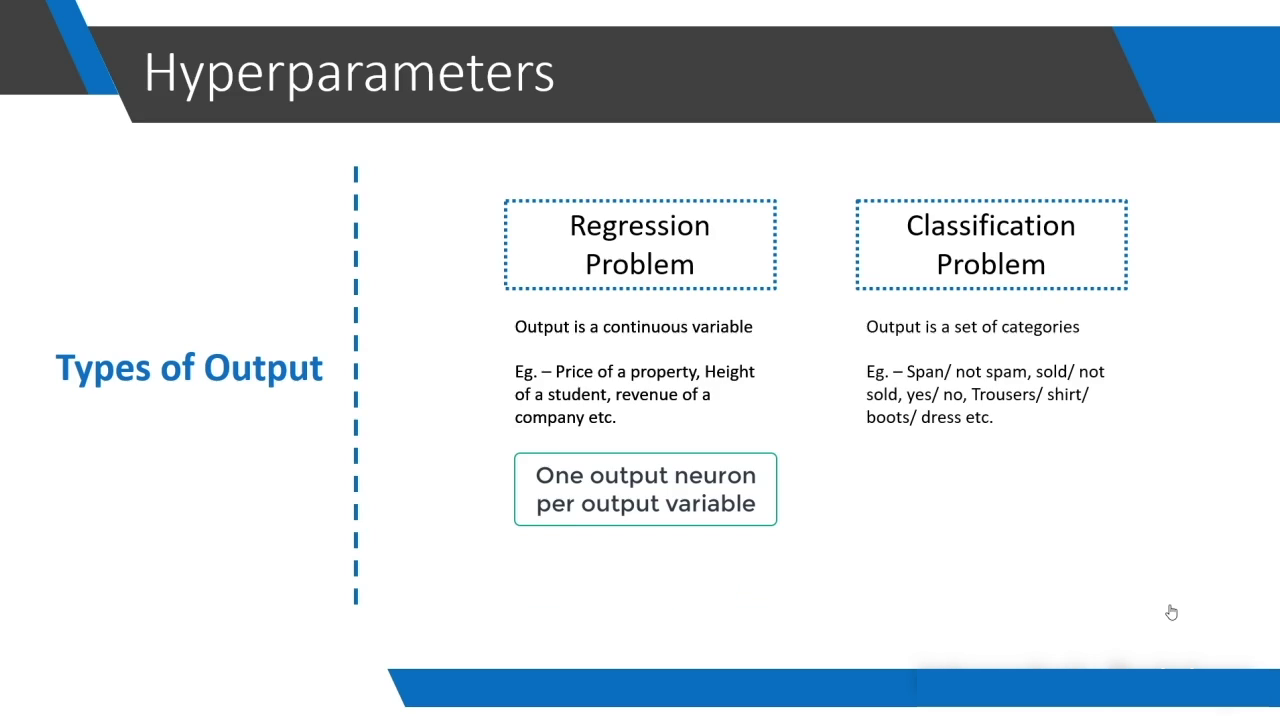 Hyperparameters
Types of Output
Regression
Problem
Output is a continuous variable
Eg. – Price of a property, Height
of a student, revenue of a
company etc.
One output neuron
per output variable
Classification
Problem
Output is a set of categories
Eg. – Span/ not spam, sold/ not
sold, yes/ no, Trousers/ shirt/
boots/ dress etc.